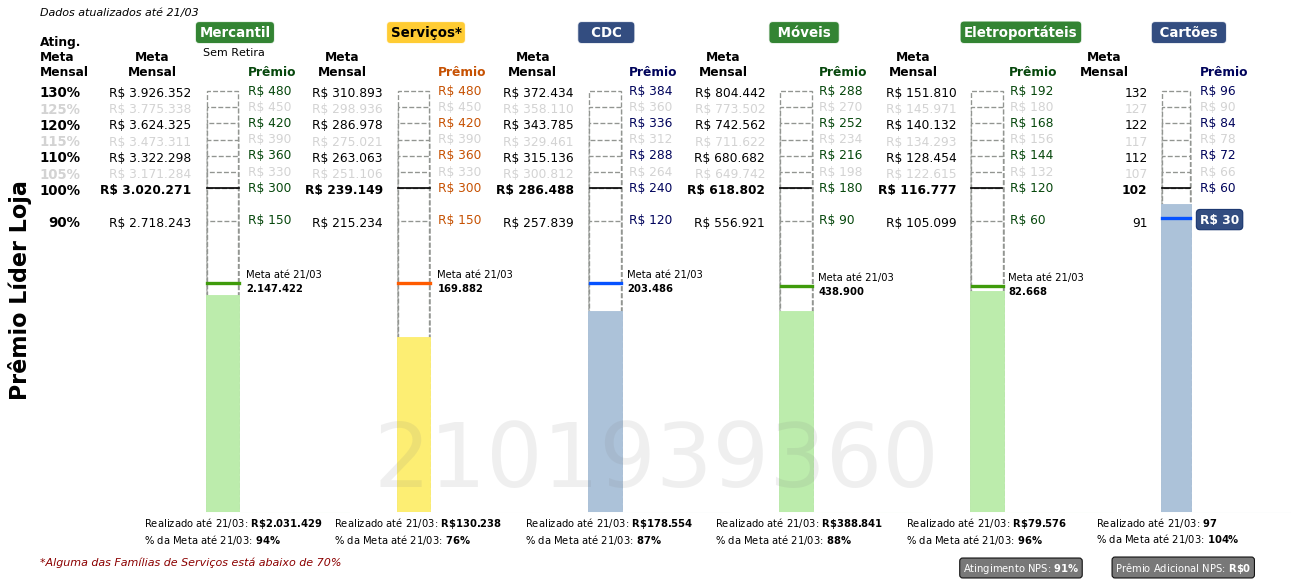 Dados atualizados até 21/03
Mercantil Serviços* CDC Móveis Eletroportáteis Cartões
Sem Retira
Ating. Meta Mensal Meta Mensal Prêmio Meta Mensal Prêmio Meta Mensal Prêmio Meta Mensal Prêmio Meta Mensal Prêmio Meta Mensal Prêmio
130% R$ 3.926.352 R$ 480 R$ 310.893 R$ 480 R$ 372.434 R$ 384 R$ 804.442 R$ 288 R$ 151.810 R$ 192 132 R$ 96
125% R$ 3.775.338 R$ 450 R$ 298.936 R$ 450 R$ 358.110 R$ 360 R$ 773.502 R$ 270 R$ 145.971 R$ 180 127 R$ 90
120% R$ 3.624.325 R$ 420 R$ 286.978 R$ 420 R$ 343.785 R$ 336 R$ 742.562 R$ 252 R$ 140.132 R$ 168 122 R$ 84
115% R$ 3.473.311 R$ 390 R$ 275.021 R$ 390 R$ 329.461 R$ 312 R$ 711.622 R$ 234 R$ 134.293 R$ 156 117 R$ 78
110% R$ 3.322.298 R$ 360 R$ 263.063 R$ 360 R$ 315.136 R$ 288 R$ 680.682 R$ 216 R$ 128.454 R$ 144 112 R$ 72
105% R$ 3.171.284 R$ 330 R$ 251.106 R$ 330 R$ 300.812 R$ 264 R$ 649.742 R$ 198 R$ 122.615 R$ 132 107 R$ 66
100% R$ 3.020.271 R$ 300 R$ 239.149 R$ 300 R$ 286.488 R$ 240 R$ 618.802 R$ 180 R$ 116.777 R$ 120 102 R$ 60
90% R$ 2.718.243 R$ 150 R$ 215.234 R$ 150 R$ 257.839 R$ 120 R$ 556.921 R$ 90 R$ 105.099 R$ 60 91 R$ 30
Prêmio Líder Loja
Meta até 21/03 Meta até 21/03 Meta até 21/03 Meta até 21/03 Meta até 21/03
2.147.422 169.882 203.486 438.900 82.668
2101939360
Realizado até 21/03: R$2.031.429 Realizado até 21/03: R$130.238 Realizado até 21/03: R$178.554 Realizado até 21/03: R$388.841 Realizado até 21/03: R$79.576 Realizado até 21/03: 97
% da Meta até 21/03: 94% % da Meta até 21/03: 76% % da Meta até 21/03: 87% % da Meta até 21/03: 88% % da Meta até 21/03: 96% % da Meta até 21/03: 104%
*Alguma das Famílias de Serviços está abaixo de 70% Atingimento NPS: 91% Prêmio Adicional NPS: R$0